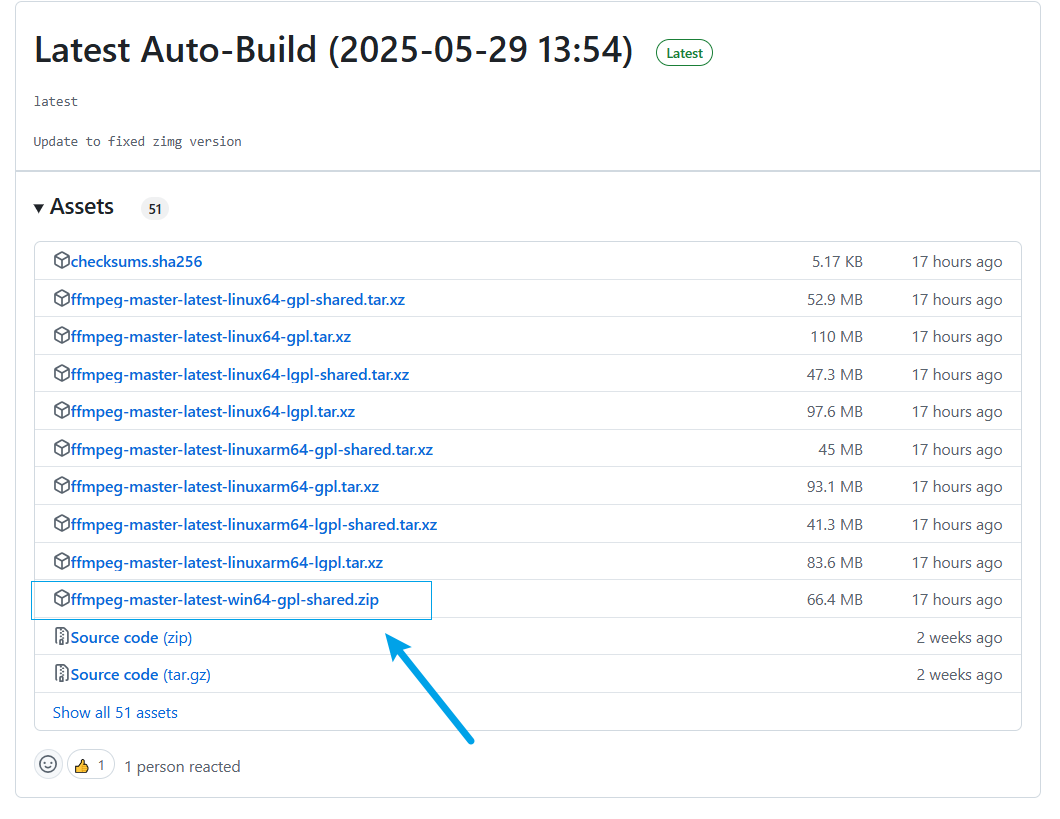 Latest Auto-Build (2025-05-29 13:54) Latest
latest
Update to fixed zimg version
Assets 51
checksums.sha256 5.17 KB 17 hours ago
ffmpeg-master-latest-linux64-gpl-shared.tar.xz 52.9 MB 17 hours ago
ffmpeg-master-latest-linux64-gpl.tar.xz 110 MB 17 hours ago
ffmpeg-master-latest-linux64-lgpl-shared.tar.xz 47.3 MB 17 hours ago
ffmpeg-master-latest-linux64-lgpl.tar.xz 97.6 MB 17 hours ago
ffmpeg-master-latest-linuxarm64-gpl-shared.tar.xz 45 MB 17 hours ago
ffmpeg-master-latest-linuxarm64-gpl.tar.xz 93.1 MB 17 hours ago
ffmpeg-master-latest-linuxarm64-lgpl-shared.tar.xz 41.3 MB 17 hours ago
ffmpeg-master-latest-linuxarm64-lgpl.tar.xz 83.6 MB 17 hours ago
ffmpeg-master-latest-win64-gpl-shared.zip 66.4 MB 17 hours ago
Source code (zip) 2 weeks ago
Source code (tar.gz) 2 weeks ago
Show all 51 assets
👍 1 1 person reacted